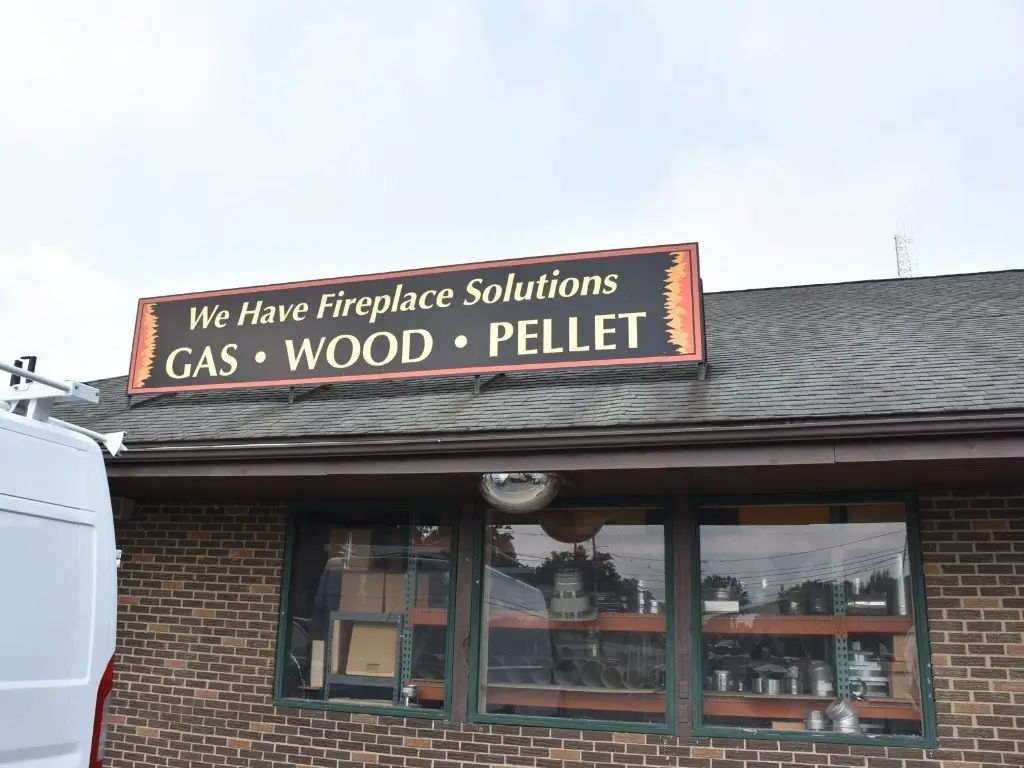 We Have Fireplace Solutions
GAS • WOOD • PELLET